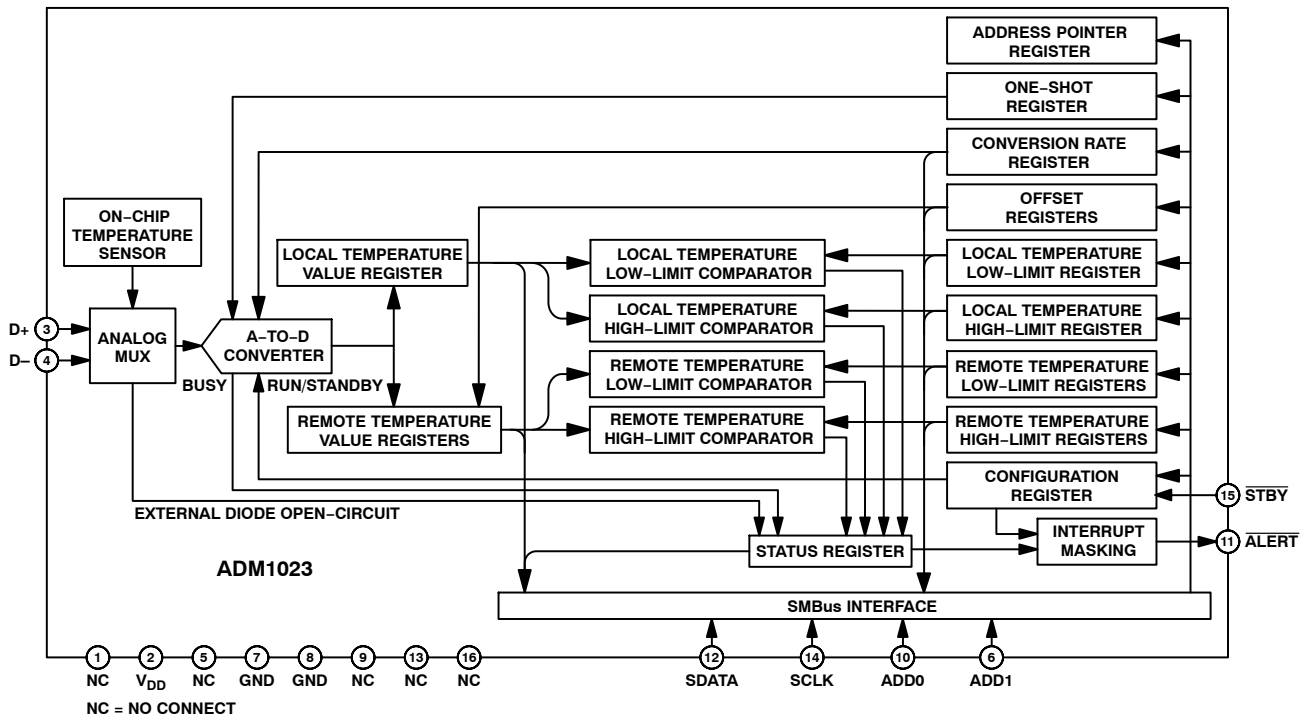 ADDRESS POINTER
REGISTER
ONE–SHOT
REGISTER
CONVERSION RATE
REGISTER
OFFSET
REGISTERS
ON–CHIP
TEMPERATURE
SENSOR
LOCAL TEMPERATURE
VALUE REGISTER
LOCAL TEMPERATURE
LOW–LIMIT COMPARATOR
LOCAL TEMPERATURE
LOW–LIMIT REGISTER
LOCAL TEMPERATURE
HIGH–LIMIT COMPARATOR
LOCAL TEMPERATURE
HIGH–LIMIT REGISTER
D+ 3
D– 4
ANALOG
MUX
A–TO–D
CONVERTER
BUSY
RUN/STANDBY
REMOTE TEMPERATURE
LOW–LIMIT COMPARATOR
REMOTE TEMPERATURE
LOW–LIMIT REGISTERS
REMOTE TEMPERATURE
VALUE REGISTERS
REMOTE TEMPERATURE
HIGH–LIMIT COMPARATOR
REMOTE TEMPERATURE
HIGH–LIMIT REGISTERS
CONFIGURATION
REGISTER
15 STBY
EXTERNAL DIODE OPEN–CIRCUIT
INTERRUPT
MASKING
11 ALERT
STATUS REGISTER
ADM1023
SMBus INTERFACE
1 2 5 7 8 9 13 16 12 14 10 6
NC VDD NC GND GND NC NC NC SDATA SCLK ADD0 ADD1
NC = NO CONNECT